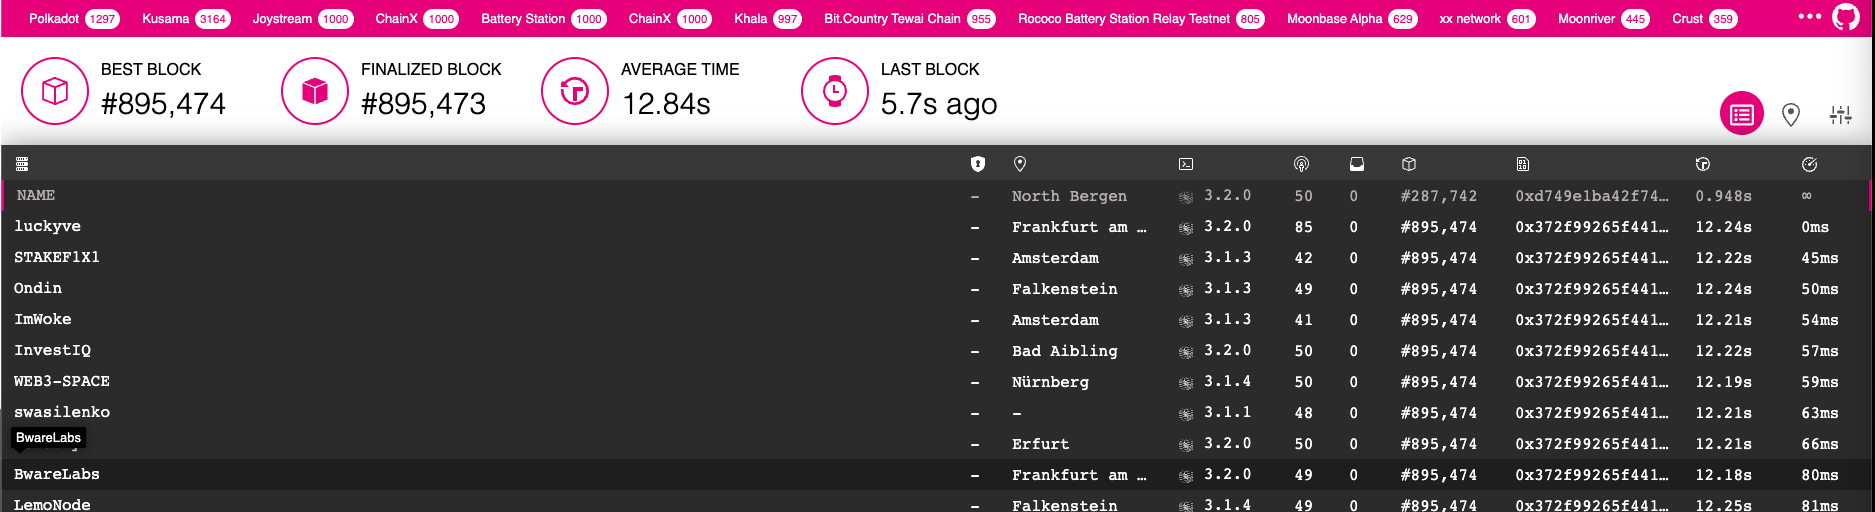 Polkadot 1297 Kusama 3164 Joystream 1000 ChainX 1000 Battery Station 1000 ChainX 1000 Khala 997 Bit.Country Tewai Chain 955 Rococo Battery Station Relay Testnet 805 Moonbase Alpha 629 xx network 601 Moonriver 445 Crust 359
BEST BLOCK FINALIZED BLOCK AVERAGE TIME LAST BLOCK
#895,474 #895,473 12.84s 5.7s ago
NAME – North Bergen 3.2.0 50 0 #287,742 0xd749e1ba42f74… 0.948s ∞
luckyve – Frankfurt am … 3.2.0 85 0 #895,474 0x372f99265f441… 12.24s 0ms
STAKEF1X1 – Amsterdam 3.1.3 42 0 #895,474 0x372f99265f441… 12.22s 45ms
Ondin – Falkenstein 3.1.3 49 0 #895,474 0x372f99265f441… 12.24s 50ms
ImWoke – Amsterdam 3.1.3 41 0 #895,474 0x372f99265f441… 12.21s 54ms
InvestIQ – Bad Aibling 3.2.0 50 0 #895,474 0x372f99265f441… 12.22s 57ms
WEB3-SPACE – Nürnberg 3.1.4 50 0 #895,474 0x372f99265f441… 12.19s 59ms
swasilenko – – 3.1.1 48 0 #895,474 0x372f99265f441… 12.21s 63ms
BwareLabs
– Erfurt 3.2.0 50 0 #895,474 0x372f99265f441… 12.21s 66ms
BwareLabs – Frankfurt am … 3.2.0 49 0 #895,474 0x372f99265f441… 12.18s 80ms
LemoNode – Falkenstein 3.1.4 49 0 #895,474 0x372f99265f441… 12.25s 81ms